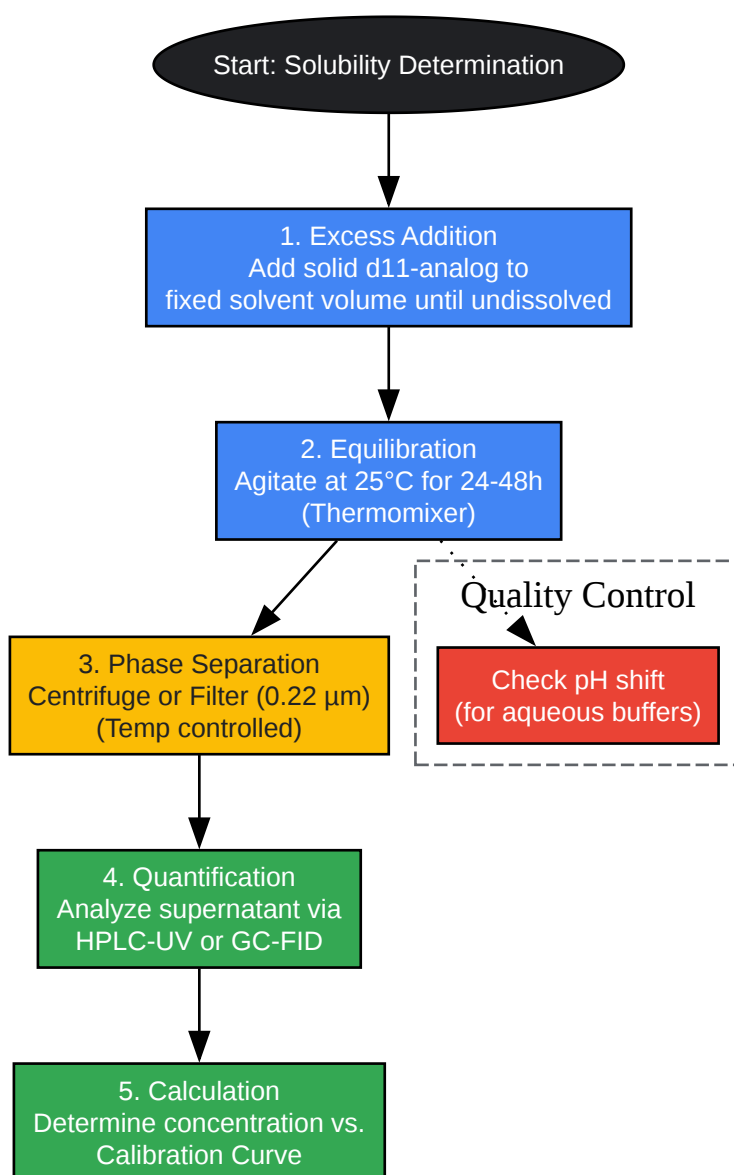 Start: Solubility Determination
1. Excess Addition
Add solid d11-analog to
fixed solvent volume until undissolved
2. Equilibration
Agitate at 25°C for 24-48h
(Thermomixer)
Quality Control
3. Phase Separation
Centrifuge or Filter (0.22 µm)
(Temp controlled)
Check pH shift
(for aqueous buffers)
4. Quantification
Analyze supernatant via
HPLC-UV or GC-FID
5. Calculation
Determine concentration vs.
Calibration Curve